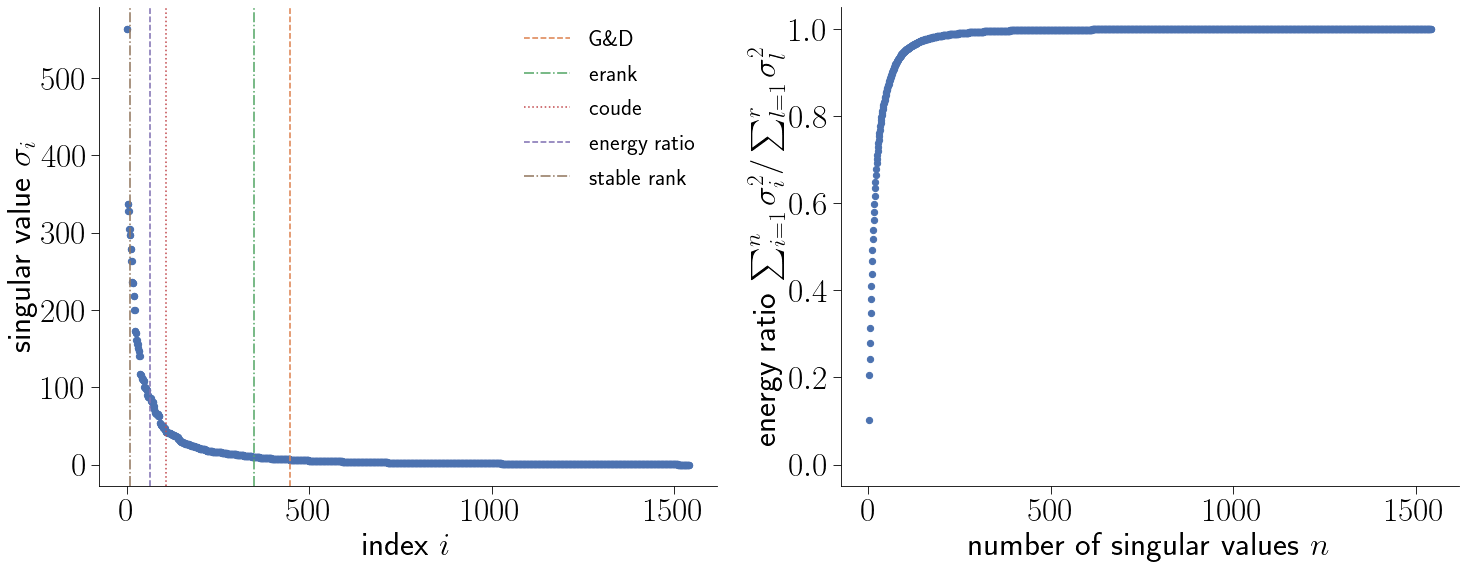 500
400
300
200
100
0
singular value σ_i
0 500 1000 1500
index i
G&D
erank
coude
energy ratio
stable rank
1.0
0.8
0.6
0.4
0.2
0.0
energy ratio ∑_{i=1}^{n} σ_i^2 / ∑_{l=1}^{r} σ_l^2
0 500 1000 1500
number of singular values n